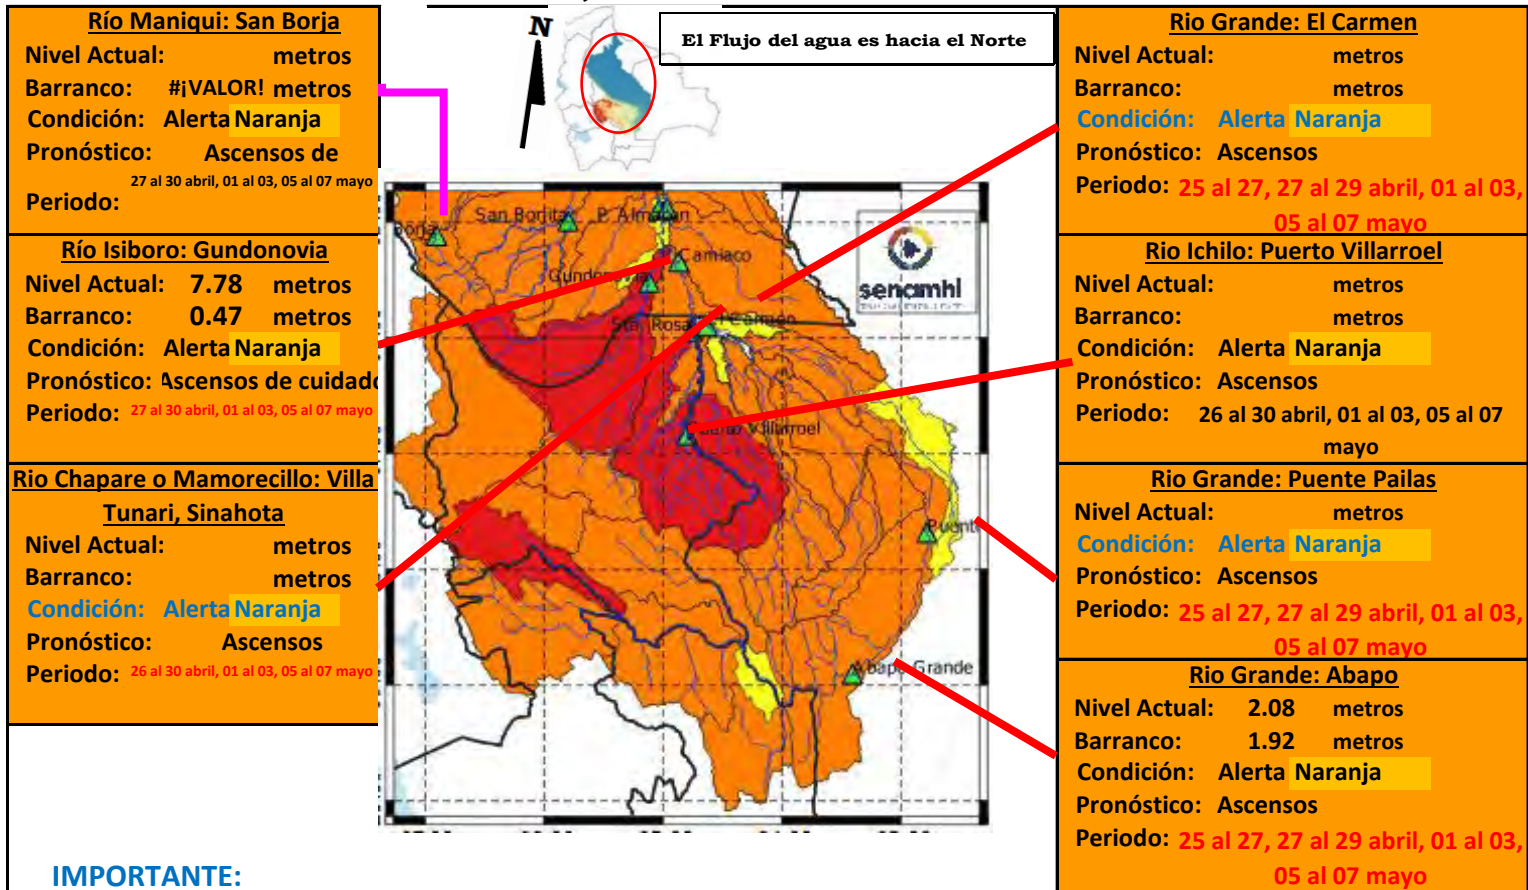 Río Maniqui: San Borja
Nivel Actual: metros
Barranco: #¡VALOR! metros
Condición: Alerta Naranja
Pronóstico: Ascensos de
27 al 30 abril, 01 al 03, 05 al 07 mayo
Periodo:
Río Isiboro: Gundonovia
Nivel Actual: 7.78 metros
Barranco: 0.47 metros
Condición: Alerta Naranja
Pronóstico: Ascensos de cuidado
Periodo: 27 al 30 abril, 01 al 03, 05 al 07 mayo
Rio Chapare o Mamorecillo: Villa
Tunari, Sinahota
Nivel Actual: metros
Barranco: metros
Condición: Alerta Naranja
Pronóstico: Ascensos
Periodo: 26 al 30 abril, 01 al 03, 05 al 07 mayo
IMPORTANTE:
N
El Flujo del agua es hacia el Norte
San Borjita
P. Almacen
Camiaco
senamhi
Sta. Rosa
Villarroel
Puente
Abapo Grande
Rio Grande: El Carmen
Nivel Actual: metros
Barranco: metros
Condición: Alerta Naranja
Pronóstico: Ascensos
Periodo: 25 al 27, 27 al 29 abril, 01 al 03,
05 al 07 mayo
Rio Ichilo: Puerto Villarroel
Nivel Actual: metros
Barranco: metros
Condición: Alerta Naranja
Pronóstico: Ascensos
Periodo: 26 al 30 abril, 01 al 03, 05 al 07
mayo
Rio Grande: Puente Pailas
Nivel Actual: metros
Condición: Alerta Naranja
Pronóstico: Ascensos
Periodo: 25 al 27, 27 al 29 abril, 01 al 03,
05 al 07 mayo
Rio Grande: Abapo
Nivel Actual: 2.08 metros
Barranco: 1.92 metros
Condición: Alerta Naranja
Pronóstico: Ascensos
Periodo: 25 al 27, 27 al 29 abril, 01 al 03,
05 al 07 mayo